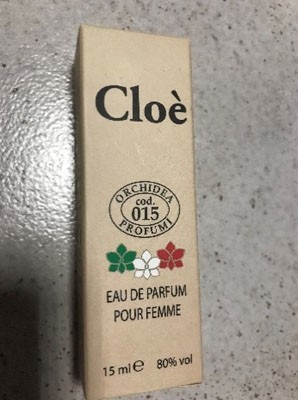 Cloè
ORCHIDEA
cod.
015
PROFUMI
EAU DE PARFUM
POUR FEMME
15 ml e 80% vol